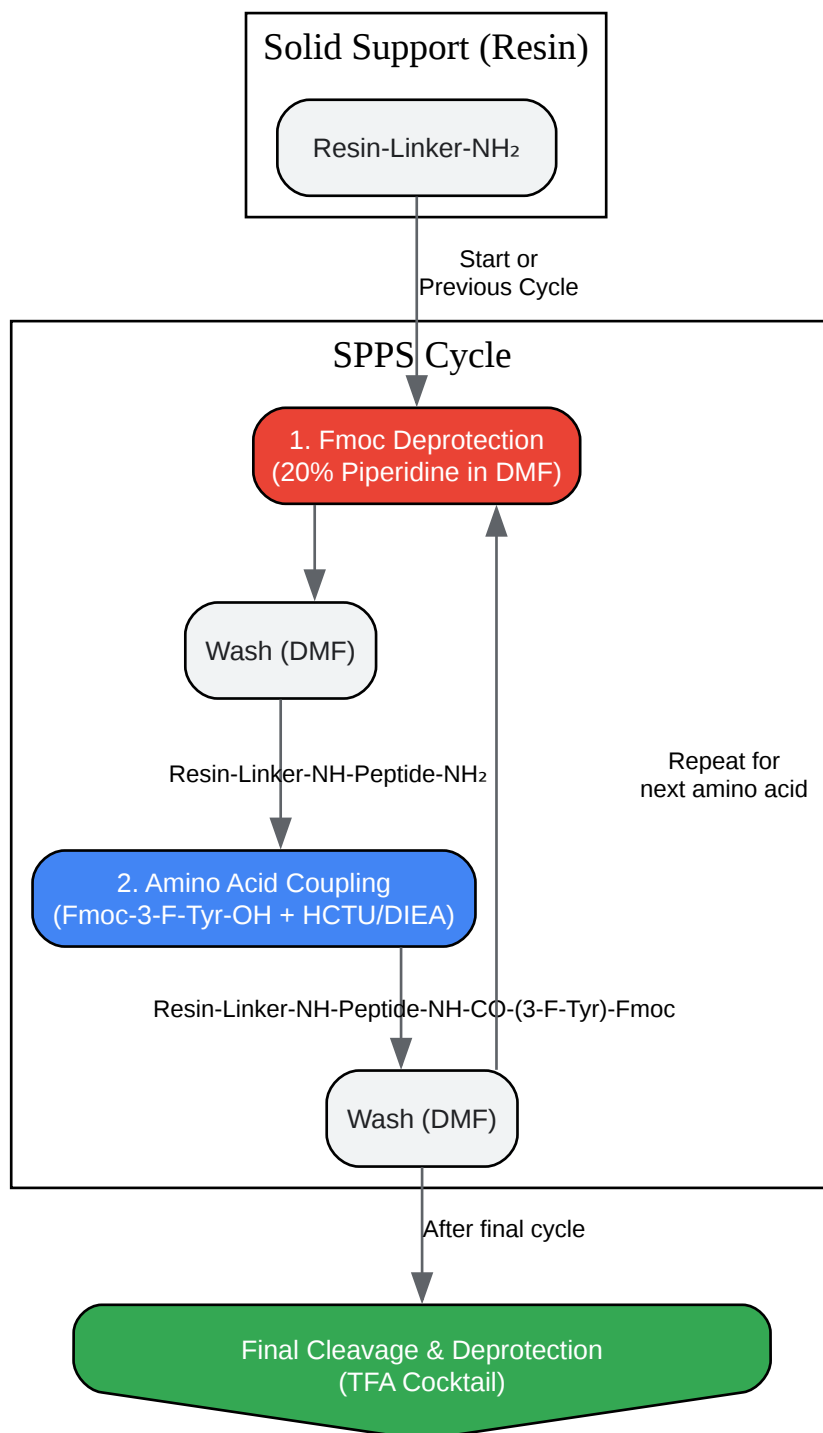 Solid Support (Resin)
Resin-Linker-NH₂
Start or
Previous Cycle
SPPS Cycle
1. Fmoc Deprotection
(20% Piperidine in DMF)
Wash (DMF)
Resin-Linker-NH-Peptide-NH₂
Repeat for
next amino acid
2. Amino Acid Coupling
(Fmoc-3-F-Tyr-OH + HCTU/DIEA)
Resin-Linker-NH-Peptide-NH-CO-(3-F-Tyr)-Fmoc
Wash (DMF)
After final cycle
Final Cleavage & Deprotection
(TFA Cocktail)